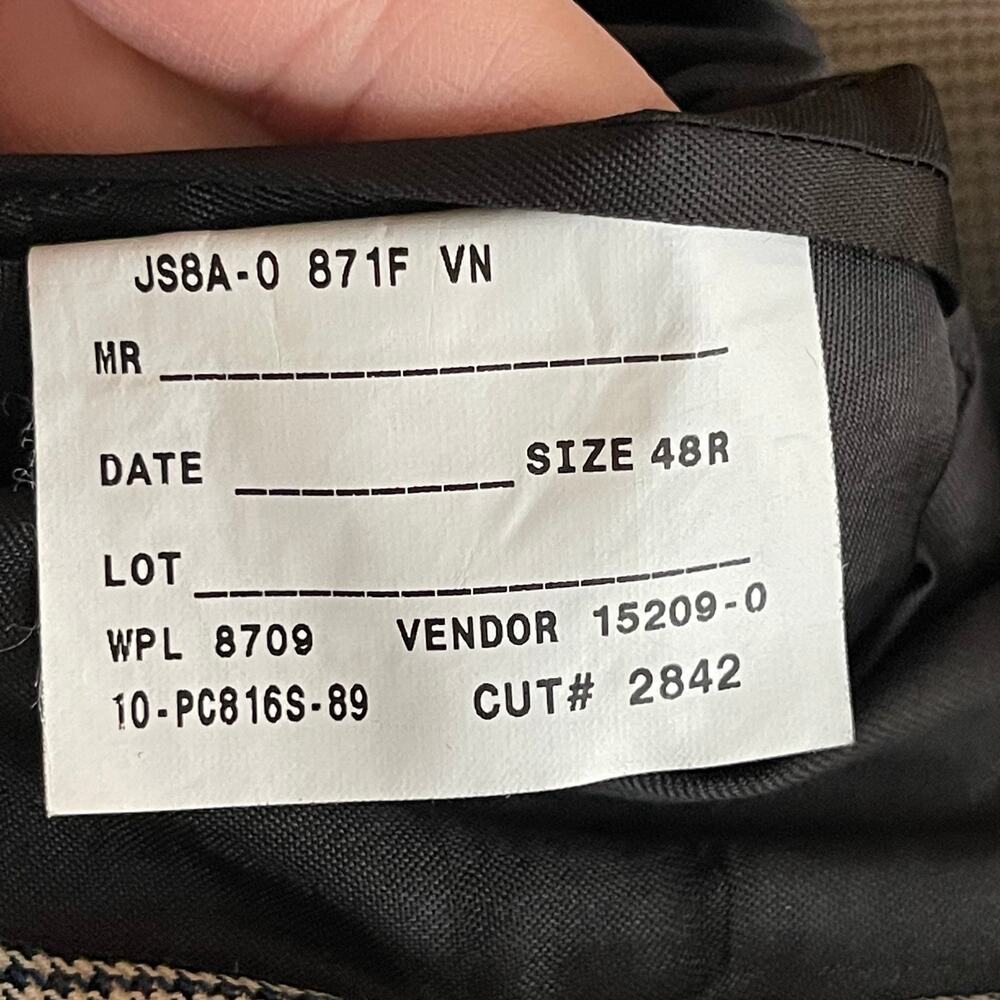 JS8A-0 871F VN
MR
DATE SIZE 48R
LOT
WPL 8709 VENDOR 15209-0
10-PC816S-89 CUT# 2842